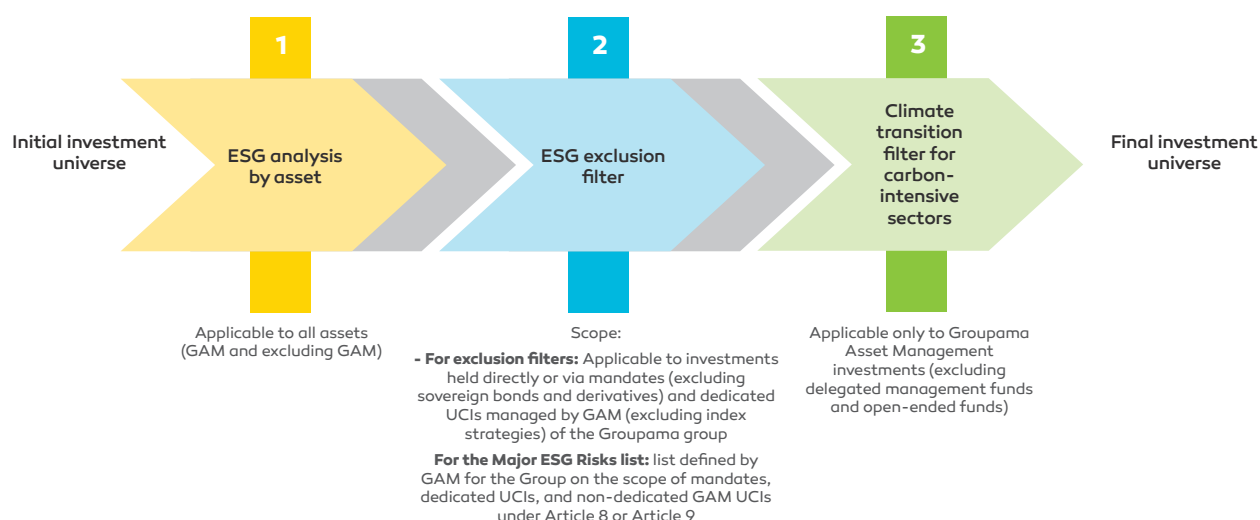 1
2
3
Initial investment
universe
ESG analysis
by asset
ESG exclusion
filter
Climate
transition
filter for
carbon-
intensive
sectors
Final investment
universe
Applicable to all assets
(GAM and excluding GAM)
Scope:
- For exclusion filters: Applicable to investments
held directly or via mandates (excluding
sovereign bonds and derivatives) and dedicated
UCIs managed by GAM (excluding index
strategies) of the Groupama group
For the Major ESG Risks list: list defined by
GAM for the Group on the scope of mandates,
dedicated UCIs, and non-dedicated GAM UCIs
under Article 8 or Article 9
Applicable only to Groupama
Asset Management
investments (excluding
delegated management funds
and open-ended funds)